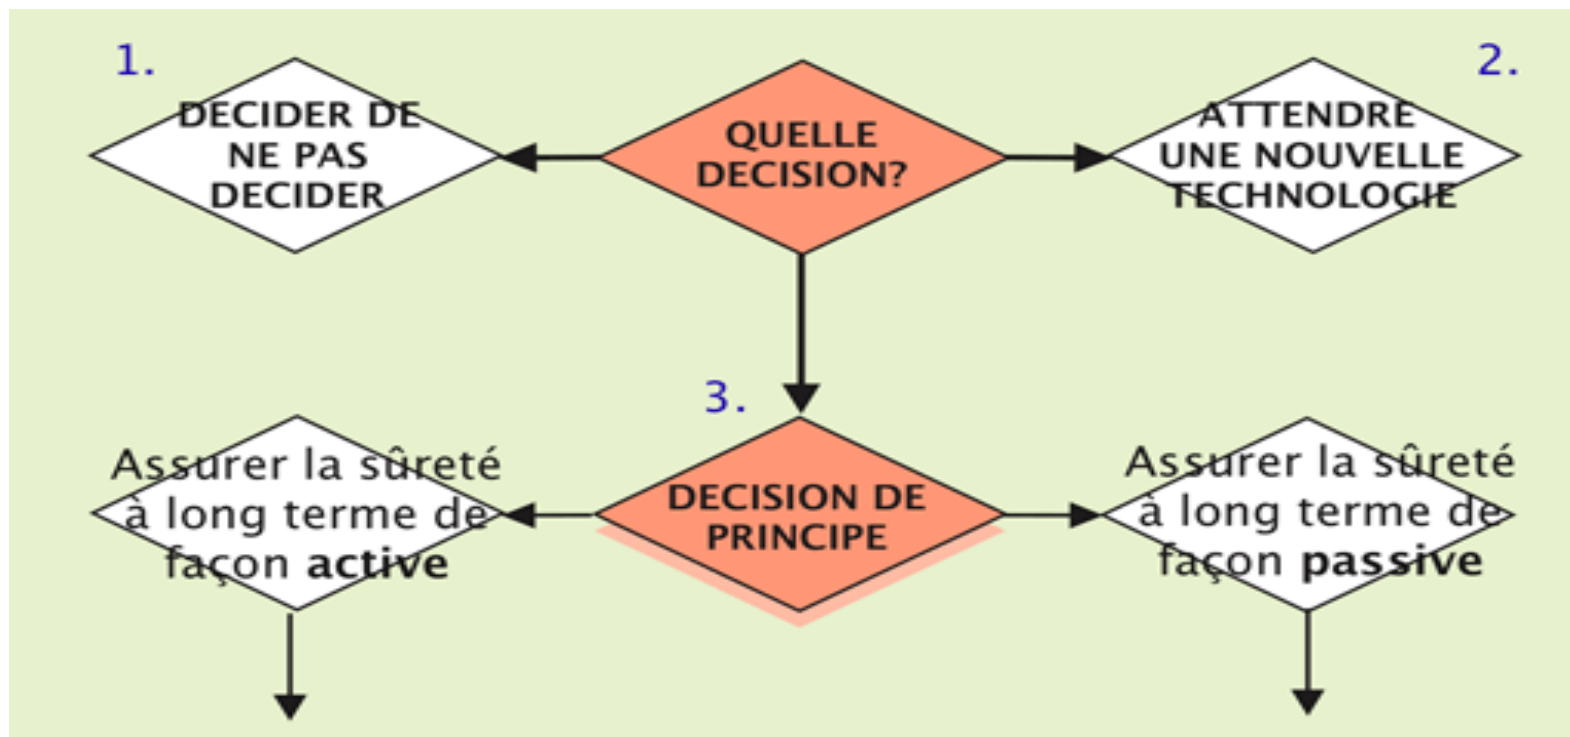 1.
DECIDER DE
NE PAS
DECIDER
QUELLE
DECISION?
2.
ATTENDRE
UNE NOUVELLE
TECHNOLOGIE
3.
Assurer la sûreté
à long terme de
façon active
DECISION DE
PRINCIPE
Assurer la sûreté
à long terme de
façon passive